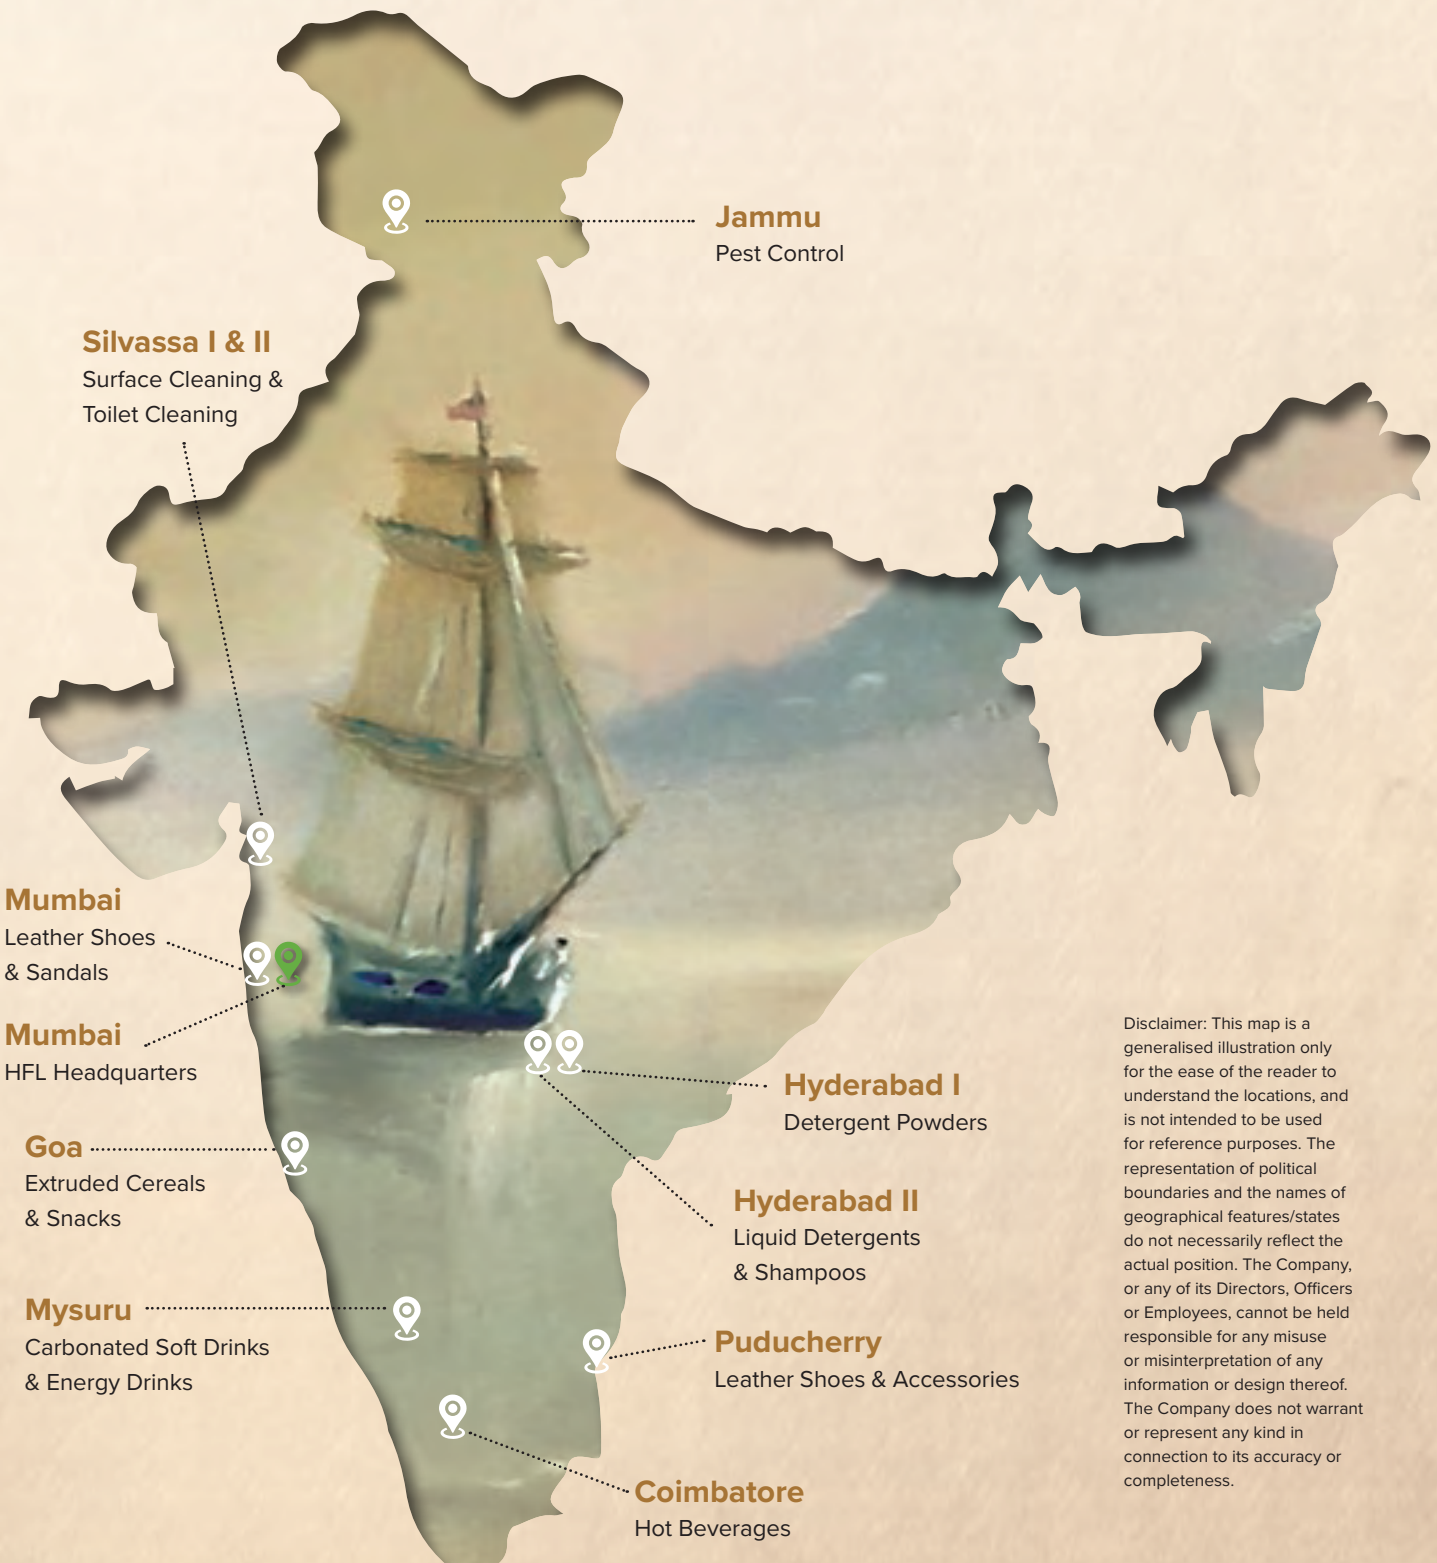 Jammu
Pest Control
Silvassa I & II
Surface Cleaning &
Toilet Cleaning
Mumbai
Leather Shoes
& Sandals
Mumbai
HFL Headquarters
Goa
Extruded Cereals
& Snacks
Mysuru
Carbonated Soft Drinks
& Energy Drinks
Hyderabad I
Detergent Powders
Hyderabad II
Liquid Detergents
& Shampoos
Puducherry
Leather Shoes & Accessories
Coimbatore
Hot Beverages
Disclaimer: This map is a
generalised illustration only
for the ease of the reader to
understand the locations, and
is not intended to be used
for reference purposes. The
representation of political
boundaries and the names of
geographical features/states
do not necessarily reflect the
actual position. The Company,
or any of its Directors, Officers
or Employees, cannot be held
responsible for any misuse
or misinterpretation of any
information or design thereof.
The Company does not warrant
or represent any kind in
connection to its accuracy or
completeness.